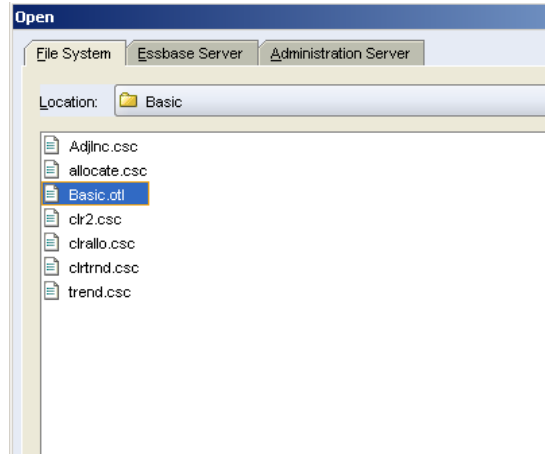 Open
File System Essbase Server Administration Server
Location: Basic
AdjInc.csc
allocate.csc
Basic.otl
clr2.csc
clrallo.csc
clrtrnd.csc
trend.csc